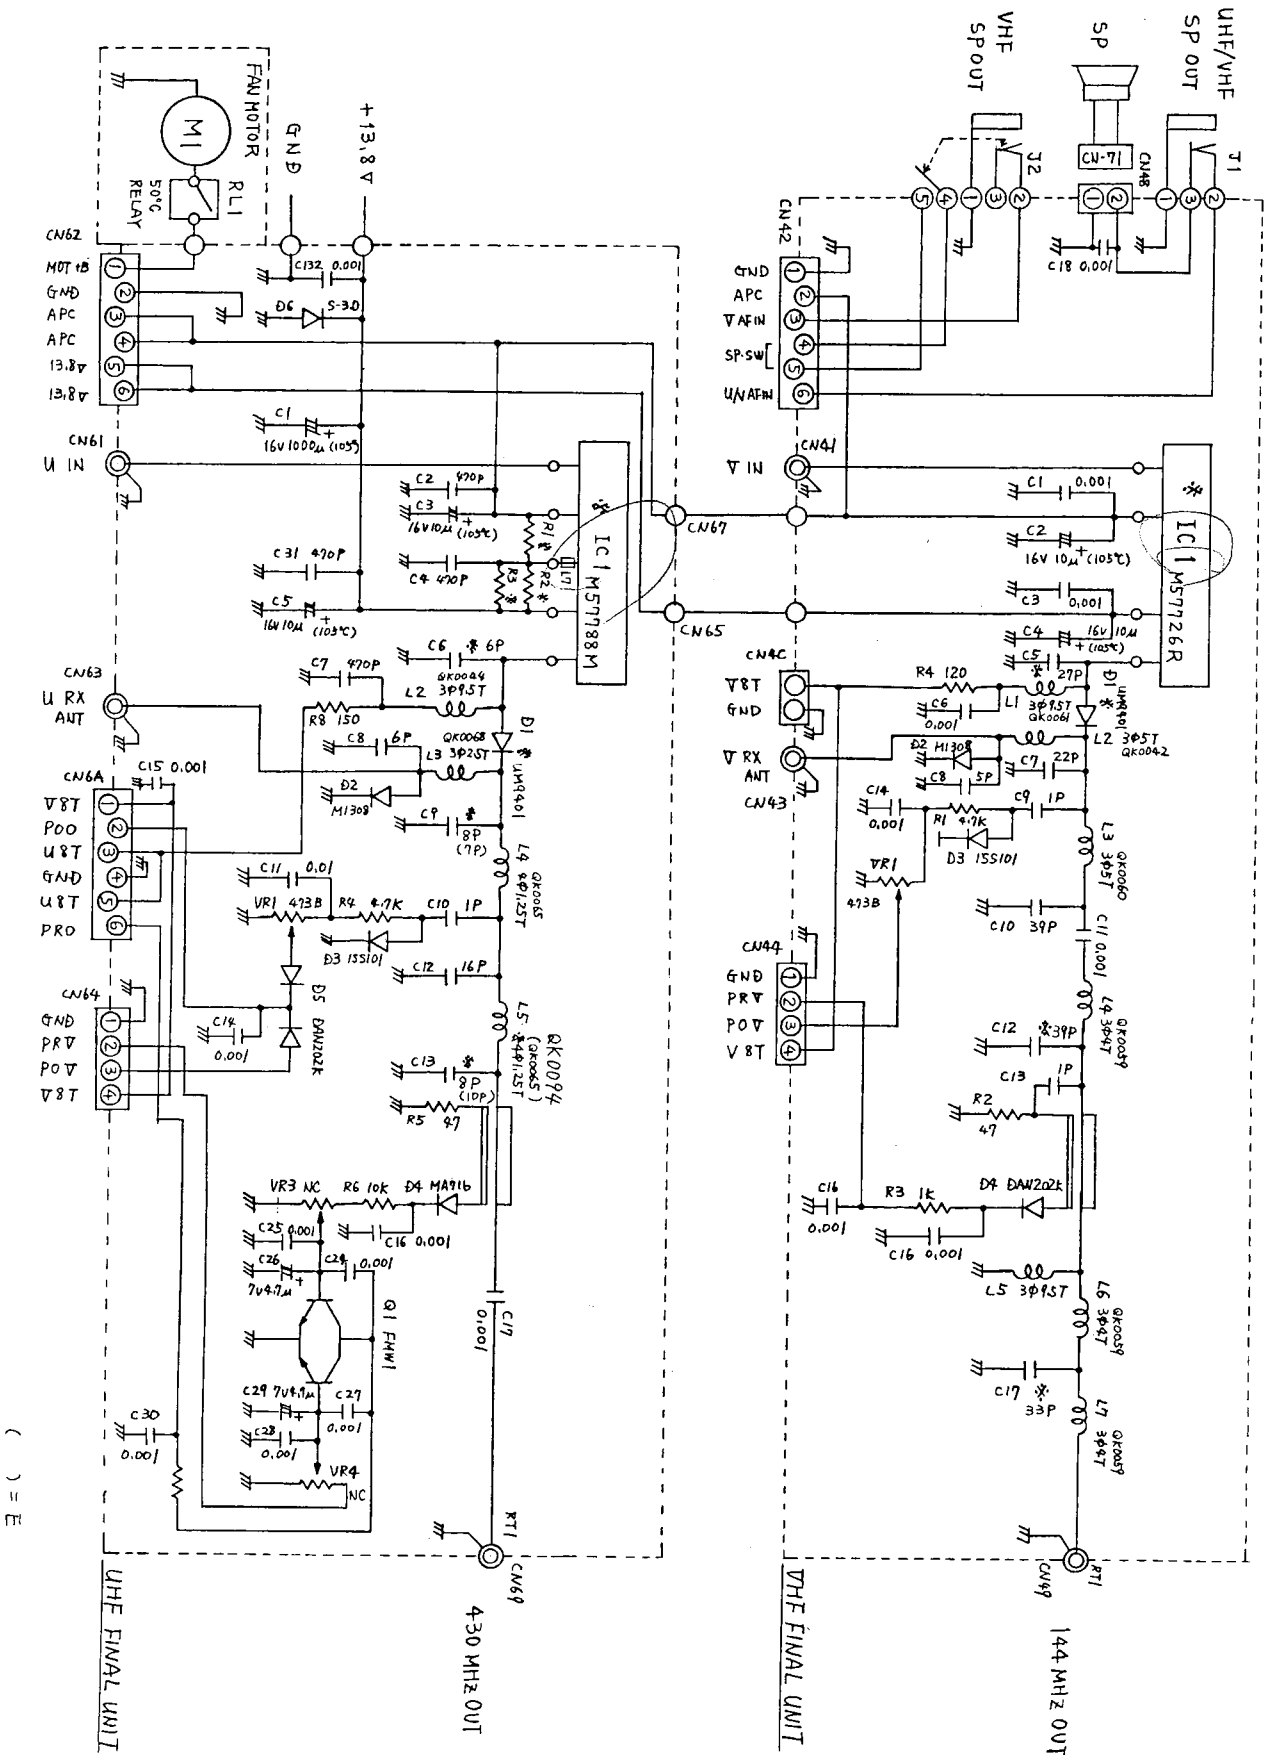 UHF/VHF
SP OUT
SP
VHF
SP OUT
J1
J2
CN-71
CN48
C18 0.001
CN42
GND
APC
VAFIN
SP.SW
U/VAFIN
1
2
3
4
5
6
CN41
V IN
※ IC1 M57726R
C1 0.001
C2
16V 10μ (105℃)
C3 0.001
C4 16V 10μ (105℃)
C5 ※ 27P
D1 ※ UM9401
R4 120
C6 0.001
L1 3φ9.5T QK0061
L2 3φ5T QK0042
V8T
GND
V RX
ANT
CN43
D2 M1308
C7 22P
C8 5P
C9 1P
C14 0.001
R1 4.7K
D3 1SS101
VR1 473B
L3 3φ5T QK0060
C10 39P
C11 0.001
L4 3φ4T QK0059
CN44
GND
PRV
POV
V8T
C12 ※39P
C13 1P
R2 47
D4 DAN202K
R3 1K
C16 0.001
C16 0.001
L5 3φ9.5T
L6 3φ4T QK0059
C17 ※ 33P
L7 3φ4T QK0059
RT1
CN49
144MHz OUT
VHF FINAL UNIT
FAN MOTOR
M1
RL1
50℃
RELAY
GND
+13.8V
CN62
MOT+B
GND
APC
APC
13.8V
13.8V
C132 0.001
D6 S-3D
C1
16V 1000μ (105℃)
CN61
U IN
C2 470P
C3
16V10μ (105℃)
R1※
R2※
R3※
C4 470P
L7
※ IC1 M57788M
C31 470P
C5
16V10μ (105℃)
CN67
CN65
C6 ※ 6P
C7 470P
QK0044
L2 3φ9.5T
R8 150
CN63
U RX
ANT
C8 6P
QK0068
L3 3φ2.5T
D1 ※ UM9401
D2
M1308
C9 ※ 8P
(7P)
C15 0.001
CN6A
V8T
POO
U8T
GND
U8T
PRO
L4 4φ1.25T QK0065
C11 0.01
VR1 473B
R4 4.7K
C10 1P
D3 1SS101
C12 16P
D5 DAN202K
C14
0.001
CN64
GND
PRV
POV
V8T
L5 ※4φ1.25T
(QK0065)
QK0094
C13 ※ 8P
(10P)
R5 47
VR3 NC
R6 10K
D4 MA716
C16 0.001
C25 0.001
C26
7V4.7μ
C24 0.001
Q1 FMW1
C17
0.001
C29 7V4.7μ
C27
0.001
C28
0.001
VR4
NC
C30
0.001
RT1
CN69
430MHz OUT
UHF FINAL UNIT
( ) = E